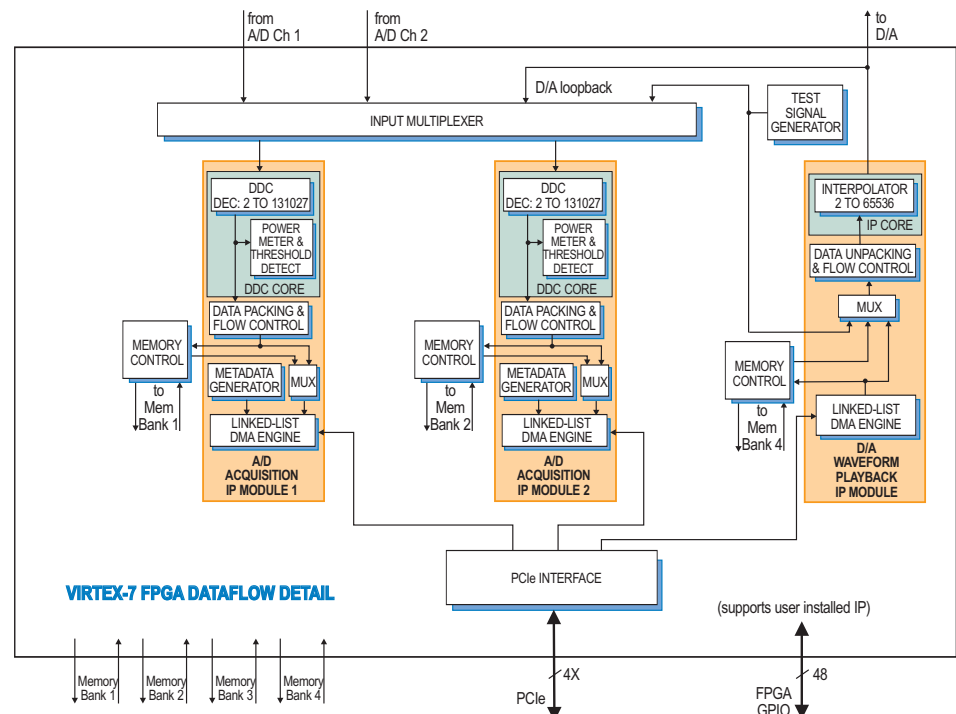 from
A/D Ch 1
from
A/D Ch 2
to
D/A
D/A loopback
INPUT MULTIPLEXER
TEST
SIGNAL
GENERATOR
DDC
DEC: 2 TO 131027
POWER
METER &
THRESHOLD
DETECT
DDC CORE
DATA PACKING &
FLOW CONTROL
MEMORY
CONTROL
METADATA
GENERATOR
MUX
to
Mem
Bank 1
LINKED-LIST
DMA ENGINE
A/D
ACQUISITION
IP MODULE 1
DDC
DEC: 2 TO 131027
POWER
METER &
THRESHOLD
DETECT
DDC CORE
DATA PACKING &
FLOW CONTROL
MEMORY
CONTROL
METADATA
GENERATOR
MUX
to
Mem
Bank 2
LINKED-LIST
DMA ENGINE
A/D
ACQUISITION
IP MODULE 2
INTERPOLATOR
2 TO 65536
IP CORE
DATA UNPACKING
& FLOW CONTROL
MUX
MEMORY
CONTROL
to
Mem
Bank 4
LINKED-LIST
DMA ENGINE
D/A
WAVEFORM
PLAYBACK
IP MODULE
PCIe INTERFACE
VIRTEX-7 FPGA DATAFLOW DETAIL
(supports user installed IP)
Memory
Bank 1
Memory
Bank 2
Memory
Bank 3
Memory
Bank 4
4X
PCIe
48
FPGA
GPIO